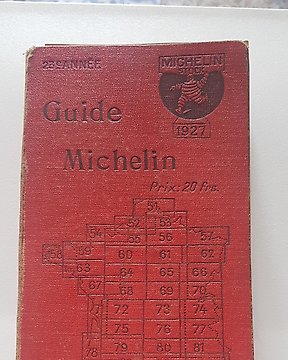 23e ANNÉE
MICHELIN
1927
Guide
Michelin
Prix: 20 Frs.
51
52 53
54 55 56 57
58 59 60 61 62
63 64 65 66
67 68 69 70
72 73 74
75 76 77
78 79 80 81